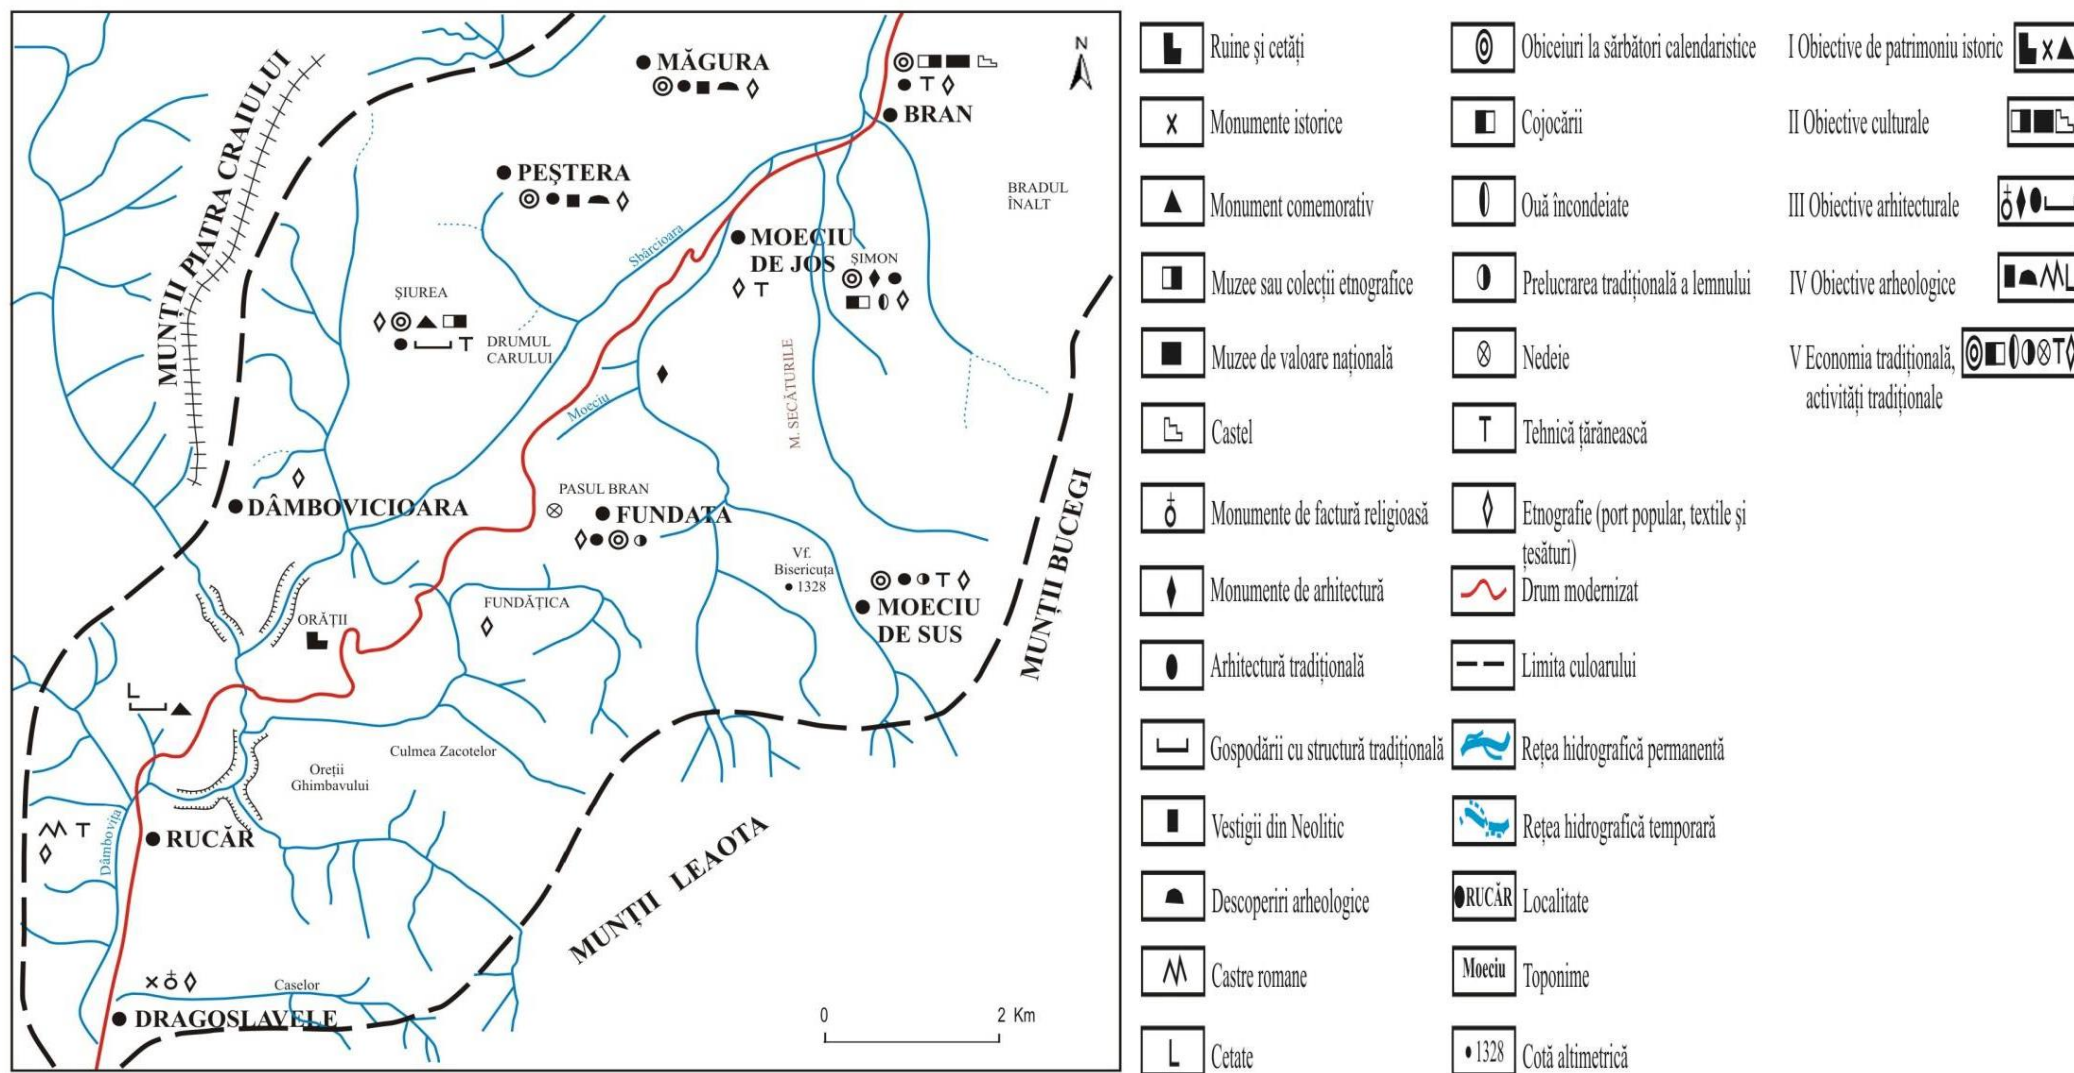 N
MĂGURA
BRAN
MUNȚII PIATRA CRAIULUI
PEȘTERA
BRADUL
ÎNALT
Sbârcioara
MOECIU
DE JOS
ȘIMON
ȘIUREA
DRUMUL
CARULUI
M. SECĂTURILE
Moeciu
DÂMBOVICIOARA
PASUL BRAN
FUNDATA
MUNȚII BUCEGI
Vf.
Bisericuța
1328
FUNDĂȚICA
MOECIU
DE SUS
ORĂȚII
Culmea Zacotelor
Oreții
Ghimbavului
Dâmbovița
RUCĂR
MUNȚII LEAOTA
Caselor
DRAGOSLAVELE
0 2 Km
Ruine și cetăți
Monumente istorice
Monument comemorativ
Muzee sau colecții etnografice
Muzee de valoare națională
Castel
Monumente de factură religioasă
Monumente de arhitectură
Arhitectură tradițională
Gospodării cu structură tradițională
Vestigii din Neolitic
Descoperiri arheologice
Castre romane
Cetate
Obiceiuri la sărbători calendaristice
Cojocării
Ouă încondeiate
Prelucrarea tradițională a lemnului
Nedeie
Tehnică țărănească
Etnografie (port popular, textile și
țesături)
Drum modernizat
Limita culoarului
Rețea hidrografică permanentă
Rețea hidrografică temporară
RUCĂR Localitate
Moeciu Toponime
1328 Cotă altimetrică
I Obiective de patrimoniu istoric
II Obiective culturale
III Obiective arhitecturale
IV Obiective arheologice
V Economia tradițională,
activități tradiționale